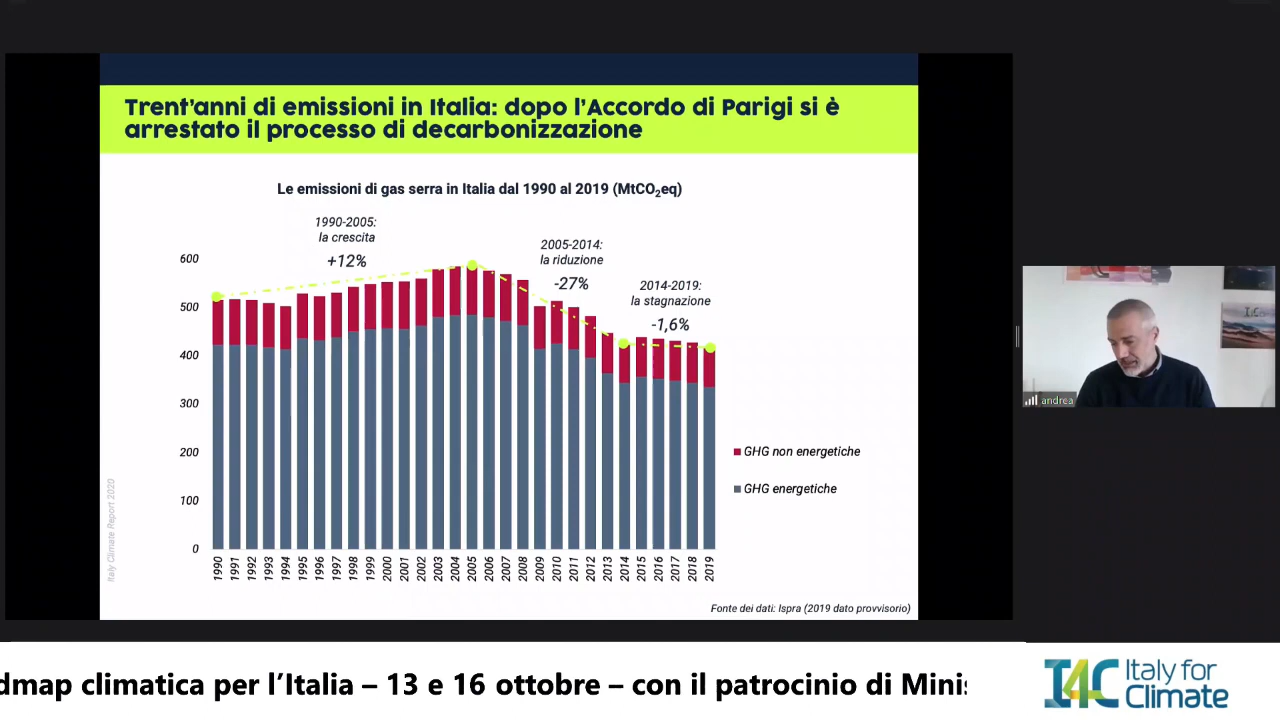 Trent'anni di emissioni in Italia: dopo l'Accordo di Parigi si è
arrestato il processo di decarbonizzazione
Le emissioni di gas serra in Italia dal 1990 al 2019 (MtCO₂eq)
1990-2005:
la crescita
+12%
2005-2014:
la riduzione
-27%
2014-2019:
la stagnazione
-1,6%
600
500
400
300
200
100
0
1990 1991 1992 1993 1994 1995 1996 1997 1998 1999 2000 2001 2002 2003 2004 2005 2006 2007 2008 2009 2010 2011 2012 2013 2014 2015 2016 2017 2018 2019
GHG non energetiche
GHG energetiche
Italy Climate Report 2020
Fonte dei dati: Ispra (2019 dato provvisorio)
andrea
dmap climatica per l'Italia – 13 e 16 ottobre – con il patrocinio di Minis
I4C Italy for
Climate